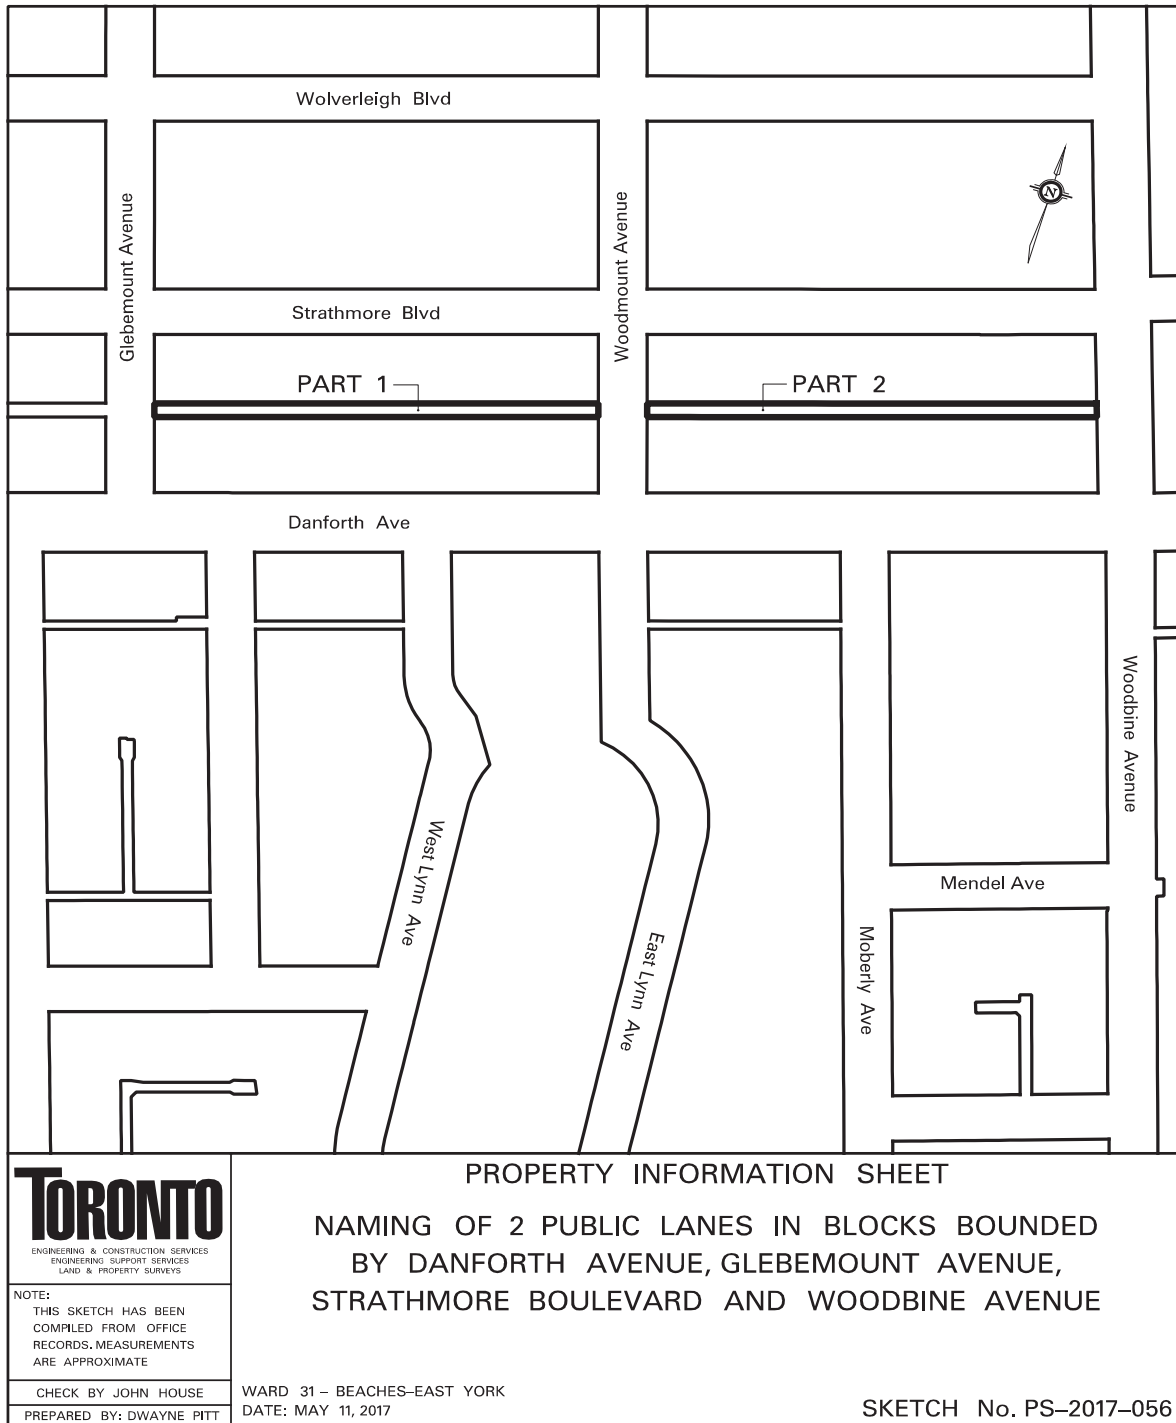 Wolverleigh Blvd
Glebemount Avenue
Woodmount Avenue
N
Strathmore Blvd
PART 1
PART 2
Danforth Ave
Woodbine Avenue
West Lynn Ave
Mendel Ave
East Lynn Ave
Moberly Ave
TORONTO
ENGINEERING & CONSTRUCTION SERVICES
ENGINEERING SUPPORT SERVICES
LAND & PROPERTY SURVEYS
NOTE:
THIS SKETCH HAS BEEN
COMPILED FROM OFFICE
RECORDS. MEASUREMENTS
ARE APPROXIMATE
CHECK BY JOHN HOUSE
PREPARED BY: DWAYNE PITT
PROPERTY INFORMATION SHEET
NAMING OF 2 PUBLIC LANES IN BLOCKS BOUNDED
BY DANFORTH AVENUE, GLEBEMOUNT AVENUE,
STRATHMORE BOULEVARD AND WOODBINE AVENUE
WARD 31 – BEACHES–EAST YORK
DATE: MAY 11, 2017
SKETCH No. PS–2017–056